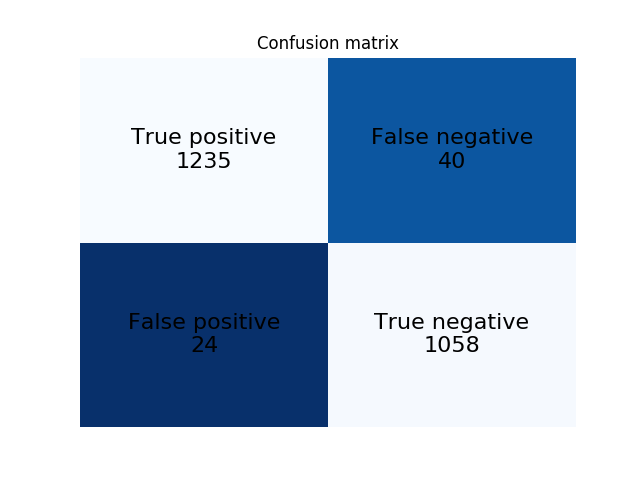 Confusion matrix
True positive
1235
False negative
40
False positive
24
True negative
1058